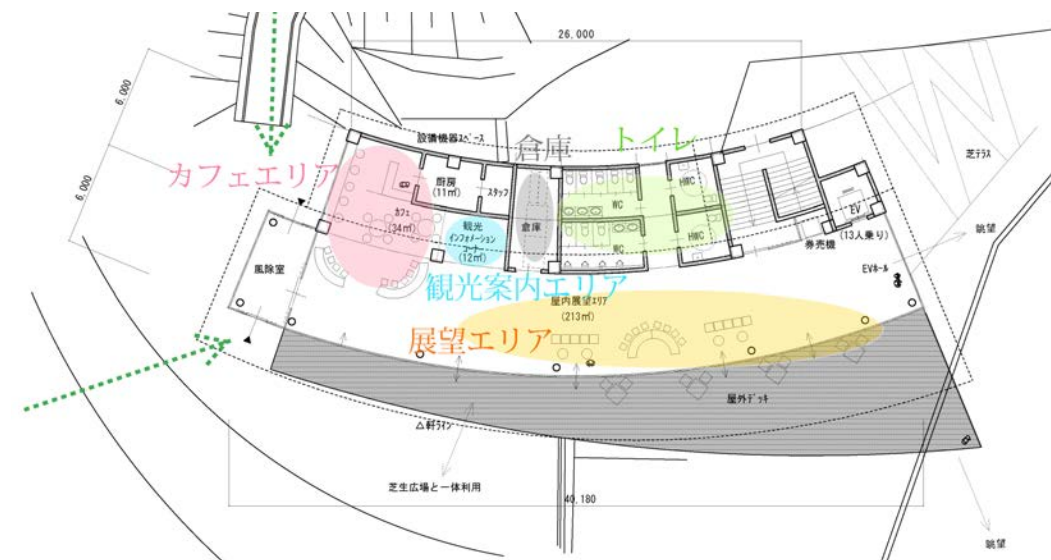 26.000
6,000
6,000
設備機器スペース
倉庫
トイレ
カフェエリア
厨房
(11㎡)
スタッフ
カフェ
(34㎡)
観光
インフォメーション
コーナー
(12㎡)
倉庫
WC
HWC
WC
HWC
EV
(13人乗り)
券売機
EVホール
芝テラス
眺望
風除室
観光案内エリア
屋内展望エリア
(213㎡)
展望エリア
屋外デッキ
△軒ライン
芝生広場と一体利用
40.180
眺望